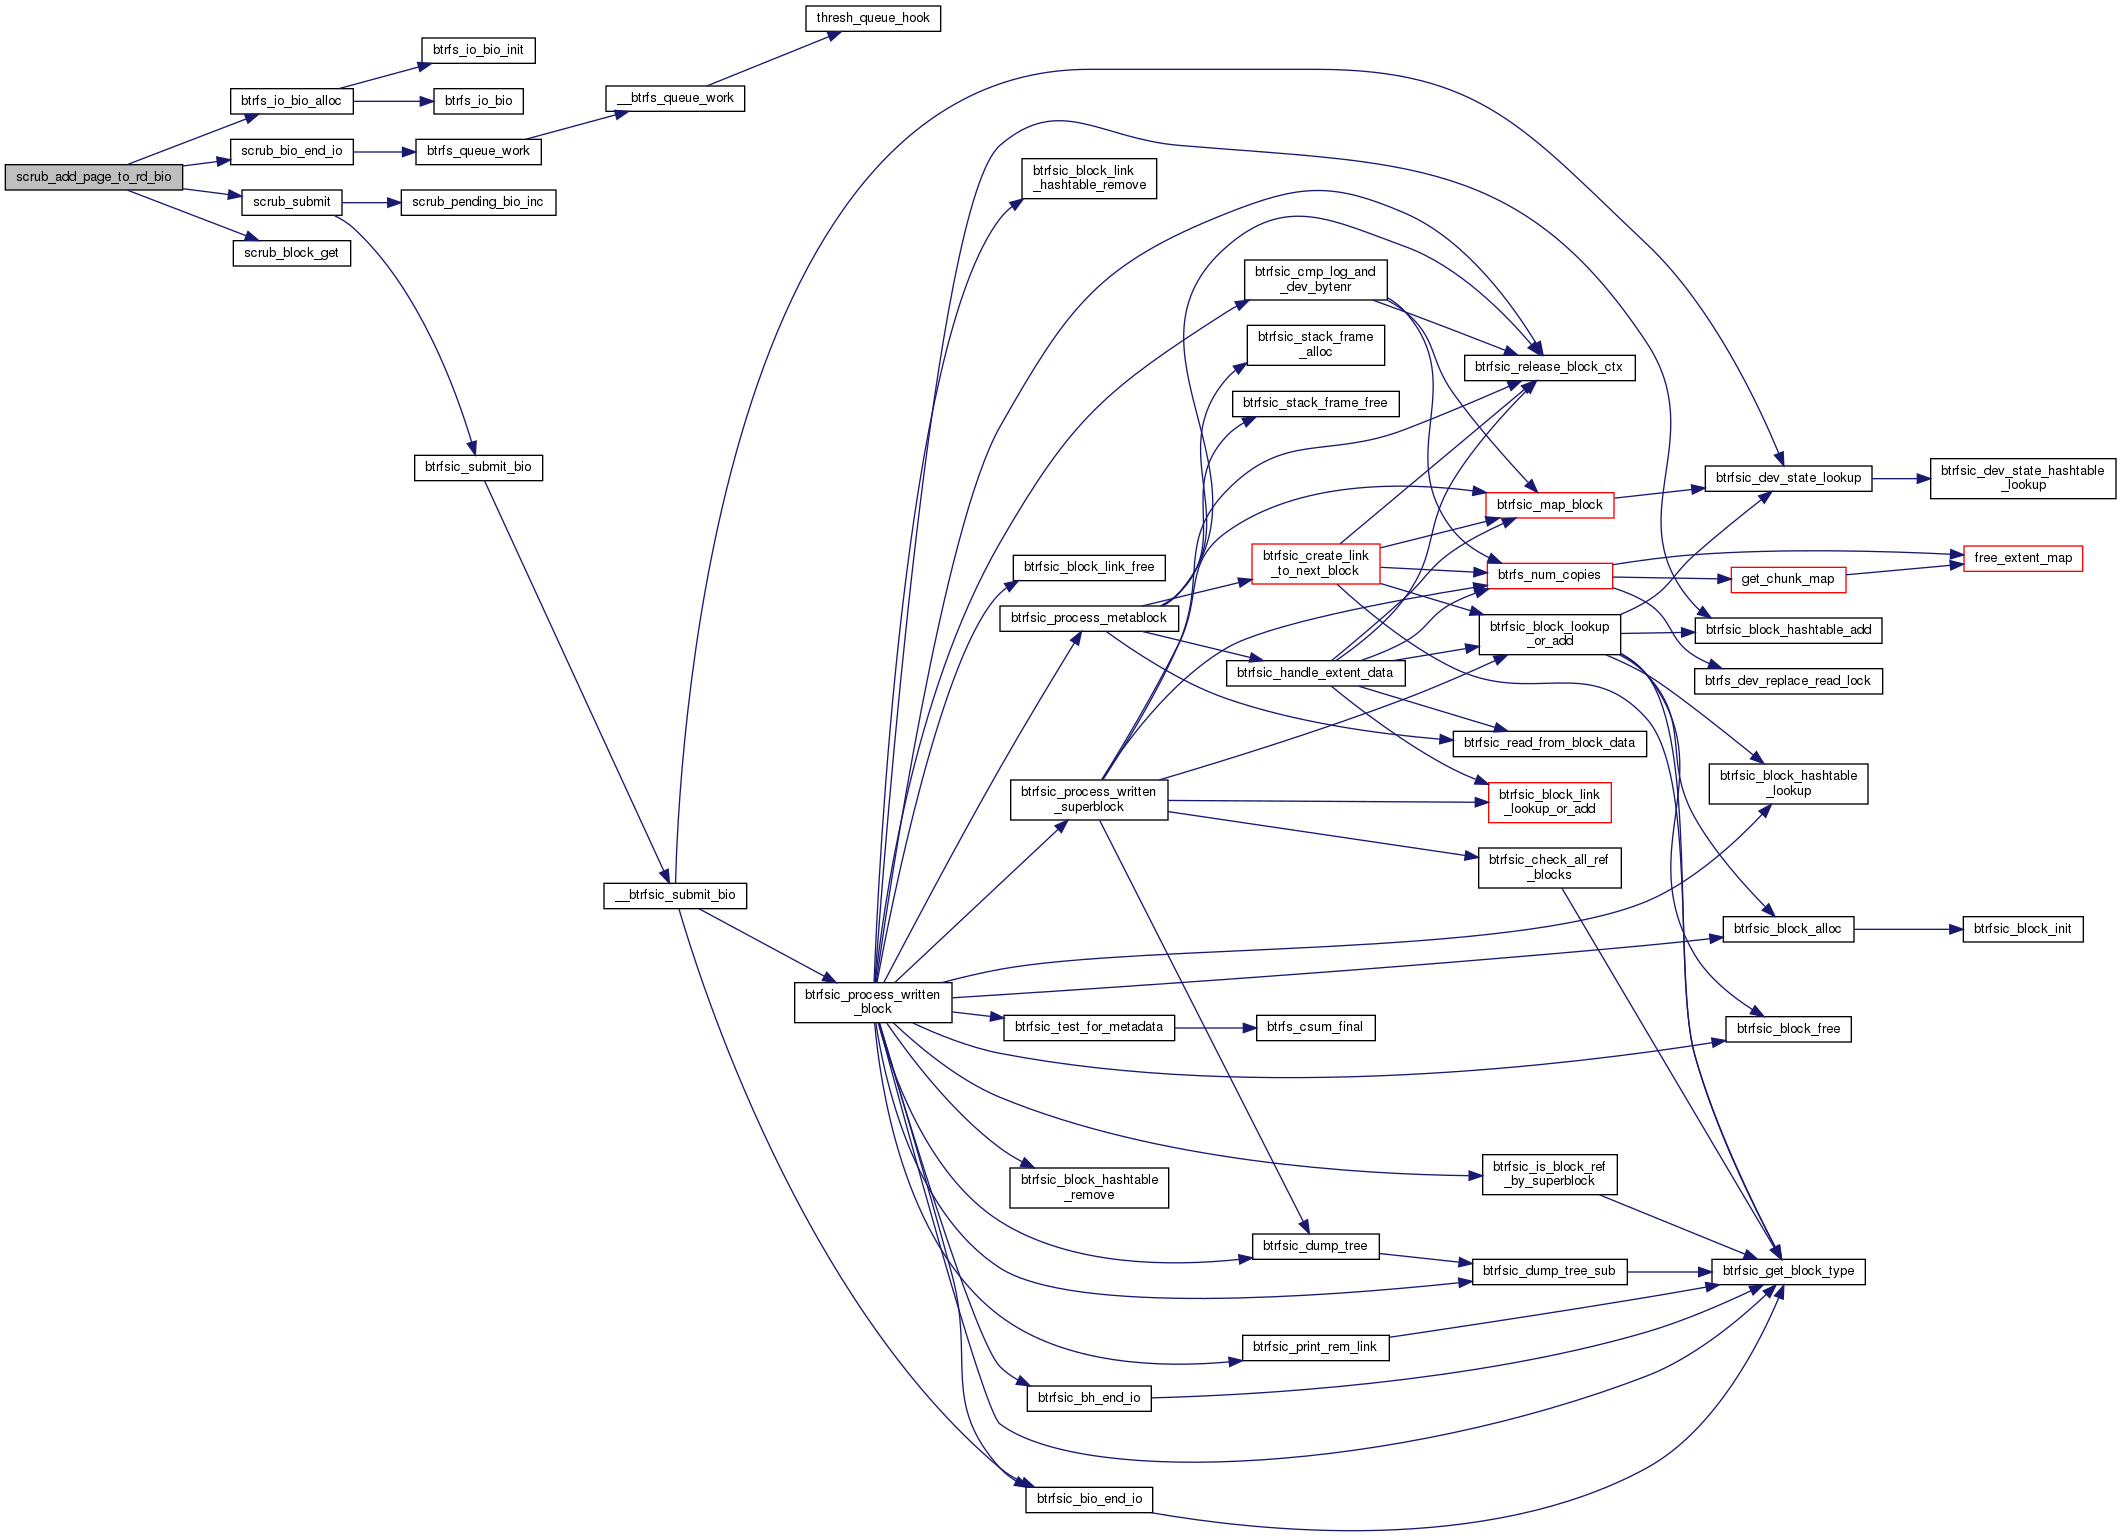 thresh_queue_hook
btrfs_io_bio_init
btrfs_io_bio_alloc
btrfs_io_bio
__btrfs_queue_work
scrub_bio_end_io
btrfs_queue_work
scrub_add_page_to_rd_bio
scrub_submit
scrub_pending_bio_inc
scrub_block_get
btrfsic_block_link
_hashtable_remove
btrfsic_cmp_log_and
_dev_bytenr
btrfsic_stack_frame
_alloc
btrfsic_release_block_ctx
btrfsic_stack_frame_free
btrfsic_submit_bio
btrfsic_dev_state_lookup
btrfsic_dev_state_hashtable
_lookup
btrfsic_map_block
btrfsic_block_link_free
btrfsic_create_link
_to_next_block
btrfs_num_copies
get_chunk_map
free_extent_map
btrfsic_process_metablock
btrfsic_block_lookup
_or_add
btrfsic_block_hashtable_add
btrfsic_handle_extent_data
btrfs_dev_replace_read_lock
btrfsic_read_from_block_data
btrfsic_process_written
_superblock
btrfsic_block_link
_lookup_or_add
btrfsic_block_hashtable
_lookup
btrfsic_check_all_ref
_blocks
__btrfsic_submit_bio
btrfsic_block_alloc
btrfsic_block_init
btrfsic_process_written
_block
btrfsic_test_for_metadata
btrfs_csum_final
btrfsic_block_free
btrfsic_block_hashtable
_remove
btrfsic_is_block_ref
_by_superblock
btrfsic_dump_tree
btrfsic_dump_tree_sub
btrfsic_get_block_type
btrfsic_print_rem_link
btrfsic_bh_end_io
btrfsic_bio_end_io